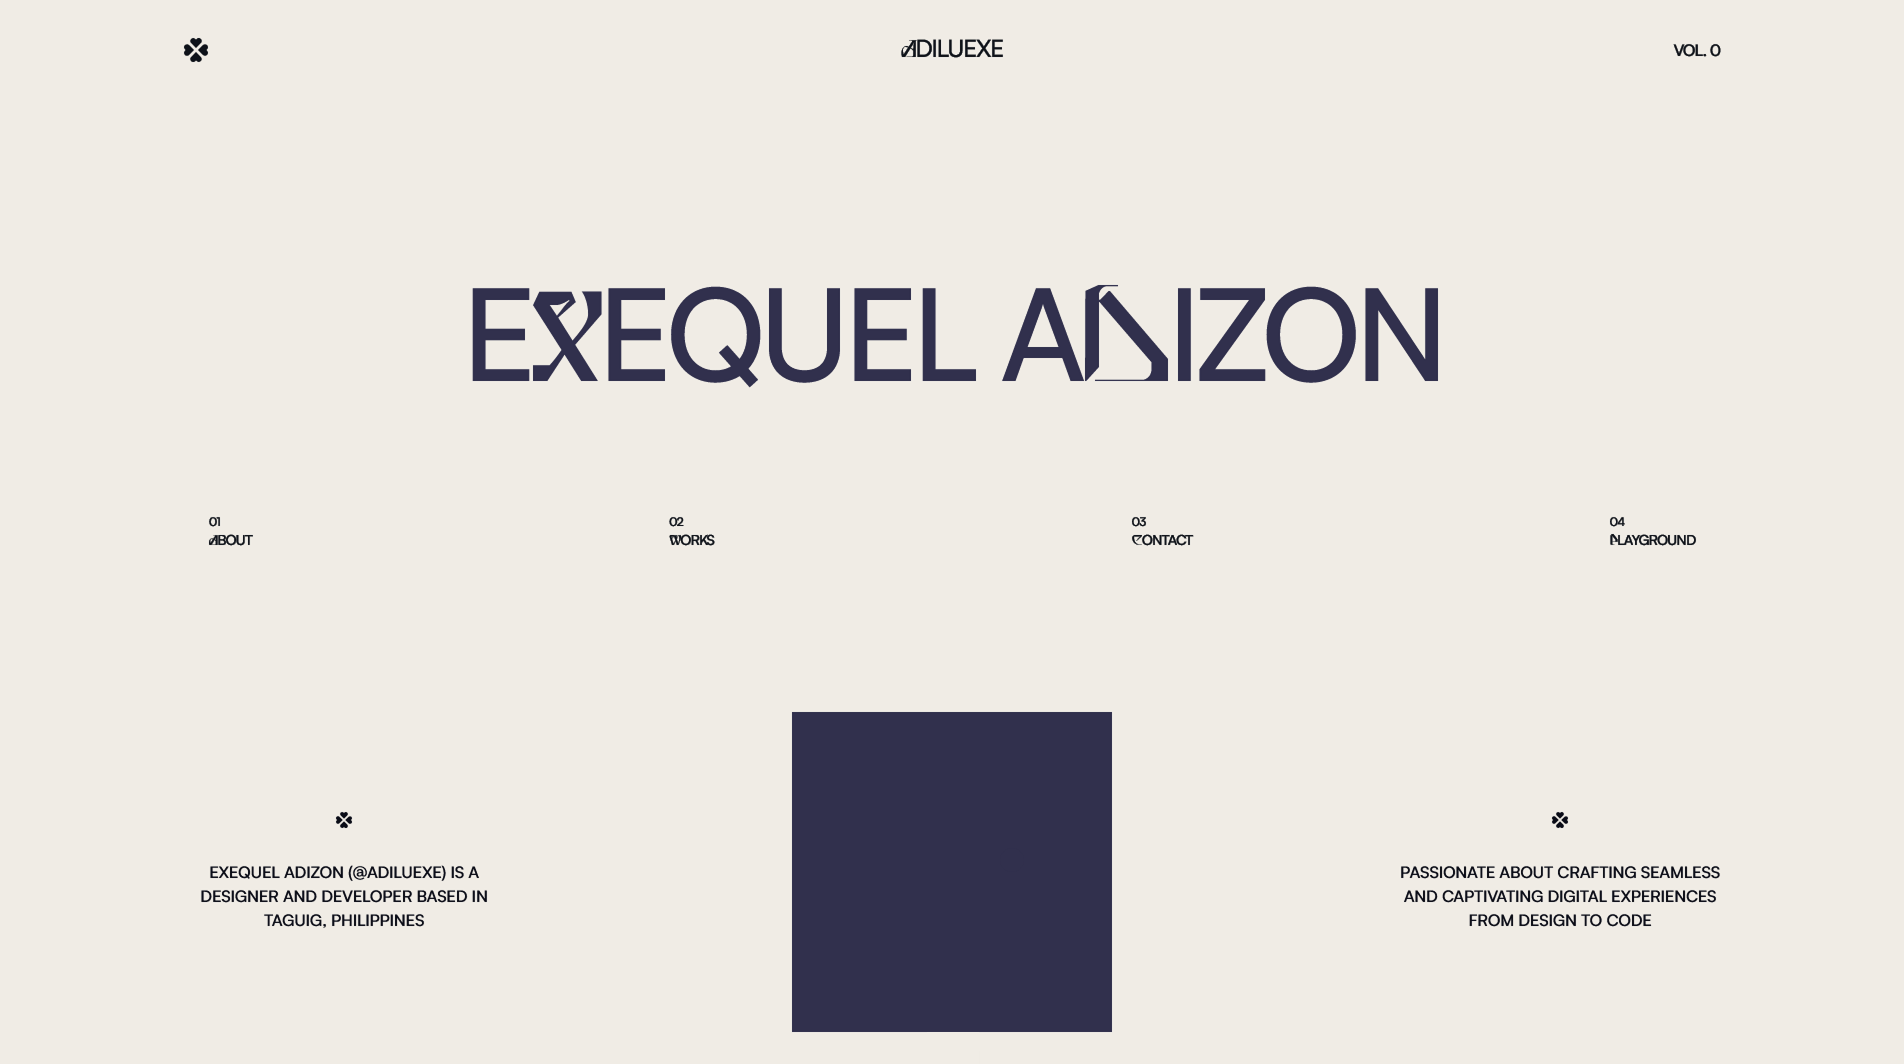 ADILUEXE
VOL. 0
EXEQUEL ADIZON
01
ABOUT
02
WORKS
03
CONTACT
04
PLAYGROUND
EXEQUEL ADIZON (@ADILUEXE) IS A
DESIGNER AND DEVELOPER BASED IN
TAGUIG, PHILIPPINES
PASSIONATE ABOUT CRAFTING SEAMLESS
AND CAPTIVATING DIGITAL EXPERIENCES
FROM DESIGN TO CODE